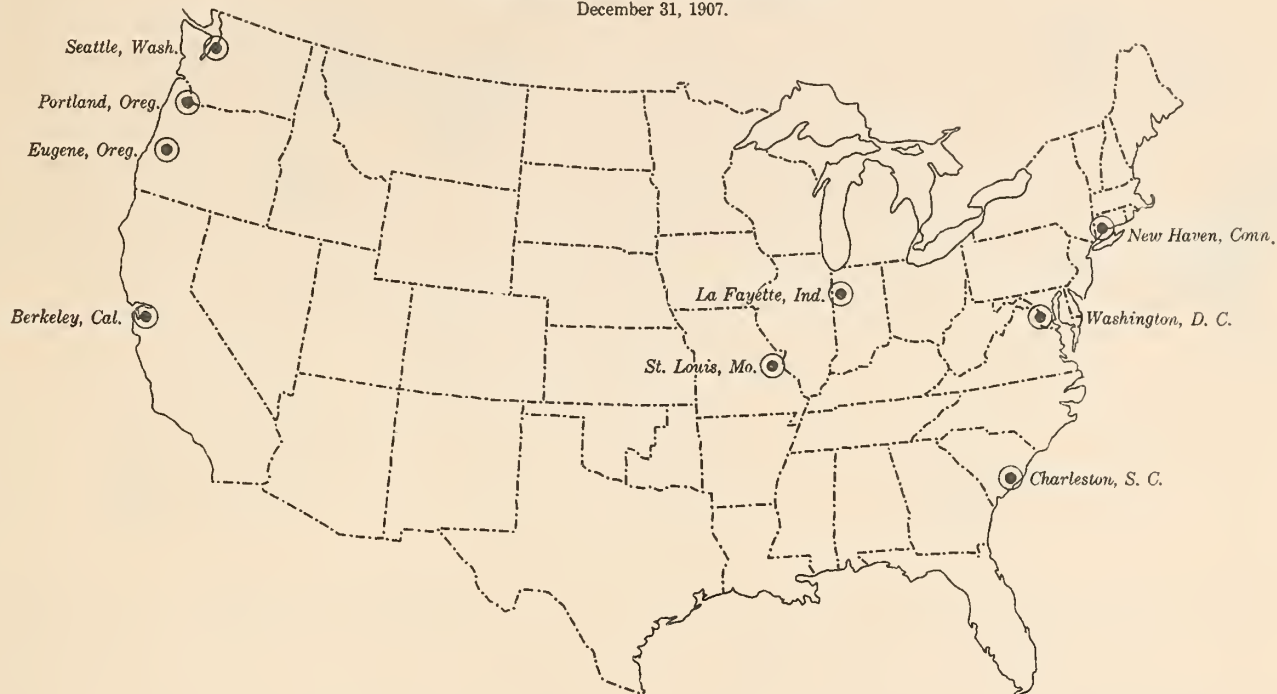 December 31, 1907.
Seattle, Wash.
Portland, Oreg.
Eugene, Oreg.
New Haven, Conn.
La Fayette, Ind.
Berkeley, Cal.
Washington, D. C.
St. Louis, Mo.
Charleston, S. C.